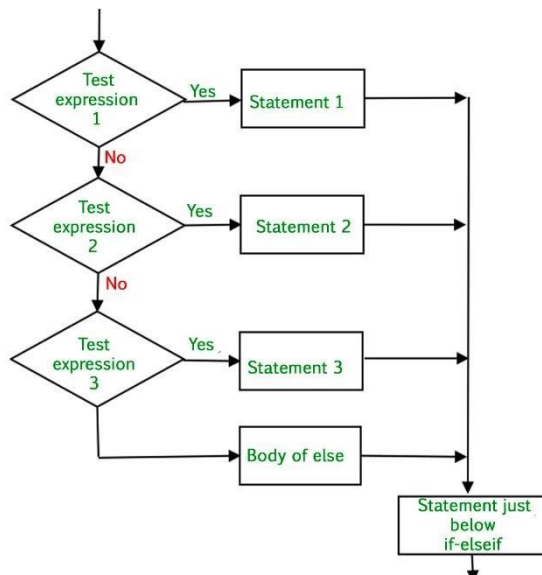 Test
expression
1
Yes
Statement 1
No
Test
expression
2
Yes
Statement 2
No
Test
expression
3
Yes
Statement 3
Body of else
Statement just
below
if-elseif